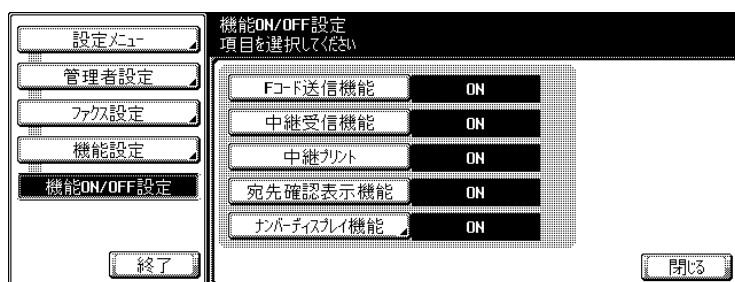 設定メニュー
管理者設定
ファクス設定
機能設定
機能ON/OFF設定
終了
機能ON/OFF設定
項目を選択してください
Fコード送信機能 ON
中継受信機能 ON
中継プリント ON
宛先確認表示機能 ON
ナンバーディスプレイ機能 ON
閉じる